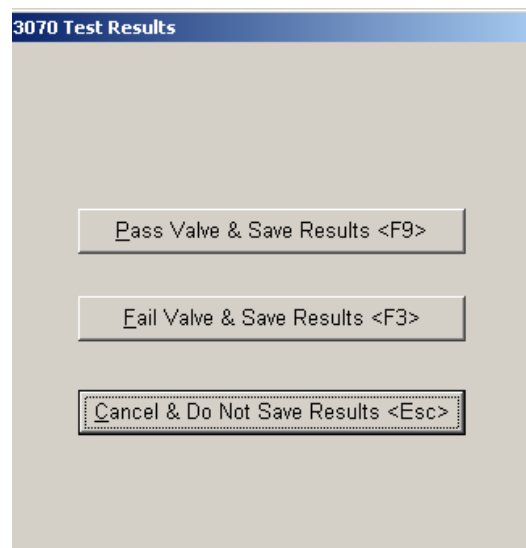 3070 Test Results
Pass Valve & Save Results <F9>
Fail Valve & Save Results <F3>
Cancel & Do Not Save Results <Esc>